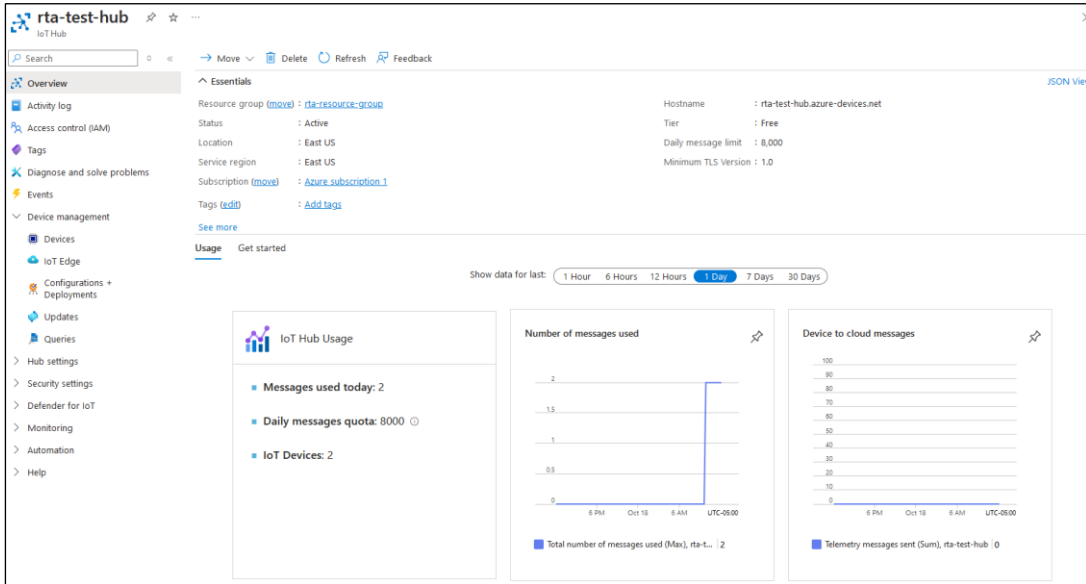 rta-test-hub
IoT Hub
Search
Overview
Activity log
Access control (IAM)
Tags
Diagnose and solve problems
Events
Device management
Devices
IoT Edge
Configurations +
Deployments
Updates
Queries
Hub settings
Security settings
Defender for IoT
Monitoring
Automation
Help
Move Delete Refresh Feedback
Essentials
JSON Vie
Resource group (move) : rta-resource-group
Status : Active
Location : East US
Service region : East US
Subscription (move) : Azure subscription 1
Tags (edit) : Add tags
See more
Hostname : rta-test-hub.azure-devices.net
Tier : Free
Daily message limit : 8,000
Minimum TLS Version : 1.0
Usage Get started
Show data for last: 1 Hour 6 Hours 12 Hours 1 Day 7 Days 30 Days
IoT Hub Usage
Messages used today: 2
Daily messages quota: 8000
IoT Devices: 2
Number of messages used
2
1.5
1
0.5
0
6 PM Oct 18 6 AM UTC-05:00
Total number of messages used (Max), rta-t... 2
Device to cloud messages
100
90
80
70
60
50
40
30
20
10
0
6 PM Oct 18 6 AM UTC-05:00
Telemetry messages sent (Sum), rta-test-hub 0